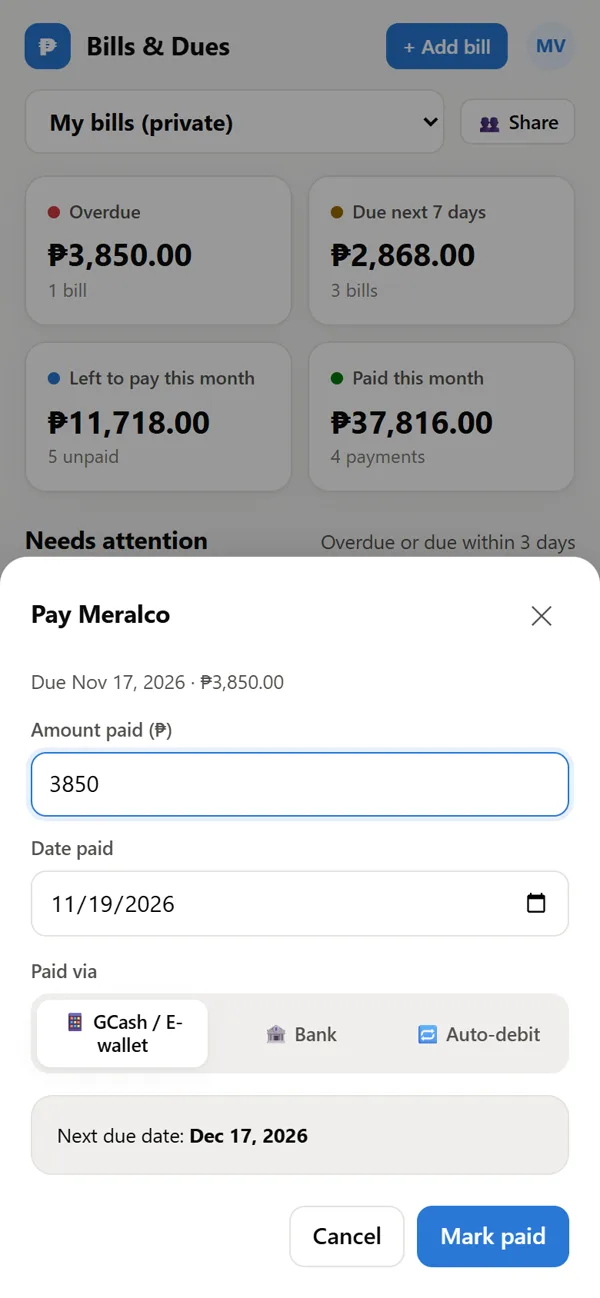 ₱ Bills & Dues + Add bill MV
My bills (private) Share
Overdue
₱3,850.00
1 bill
Due next 7 days
₱2,868.00
3 bills
Left to pay this month
₱11,718.00
5 unpaid
Paid this month
₱37,816.00
4 payments
Needs attention Overdue or due within 3 days
Pay Meralco
Due Nov 17, 2026 · ₱3,850.00
Amount paid (₱)
3850
Date paid
11/19/2026
Paid via
GCash / E-
wallet
Bank
Auto-debit
Next due date: Dec 17, 2026
Cancel Mark paid